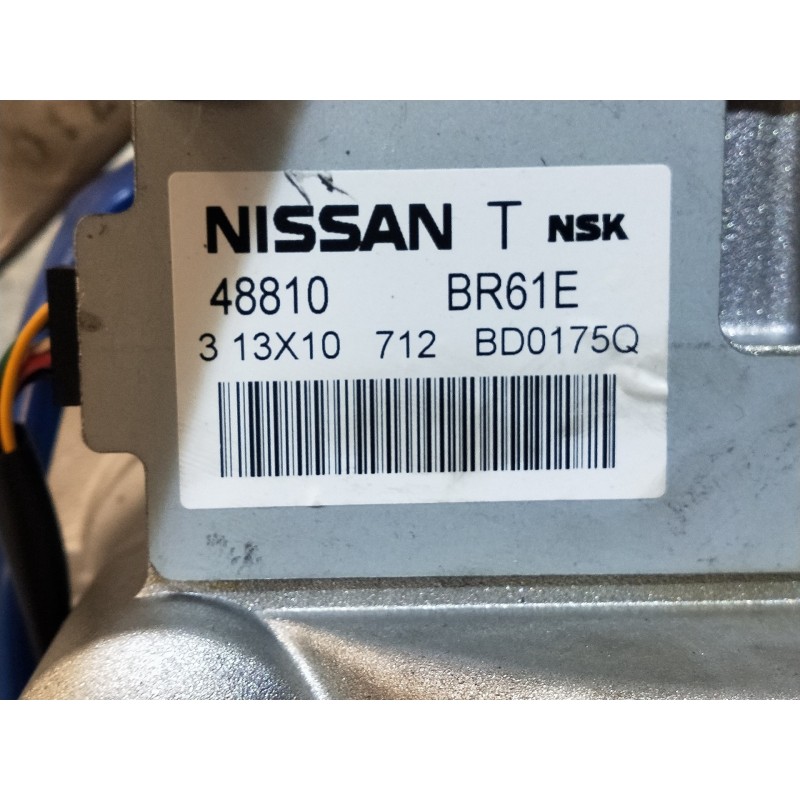 NISSAN T NSK
48810 BR61E
3 13X10 712 BD0175Q